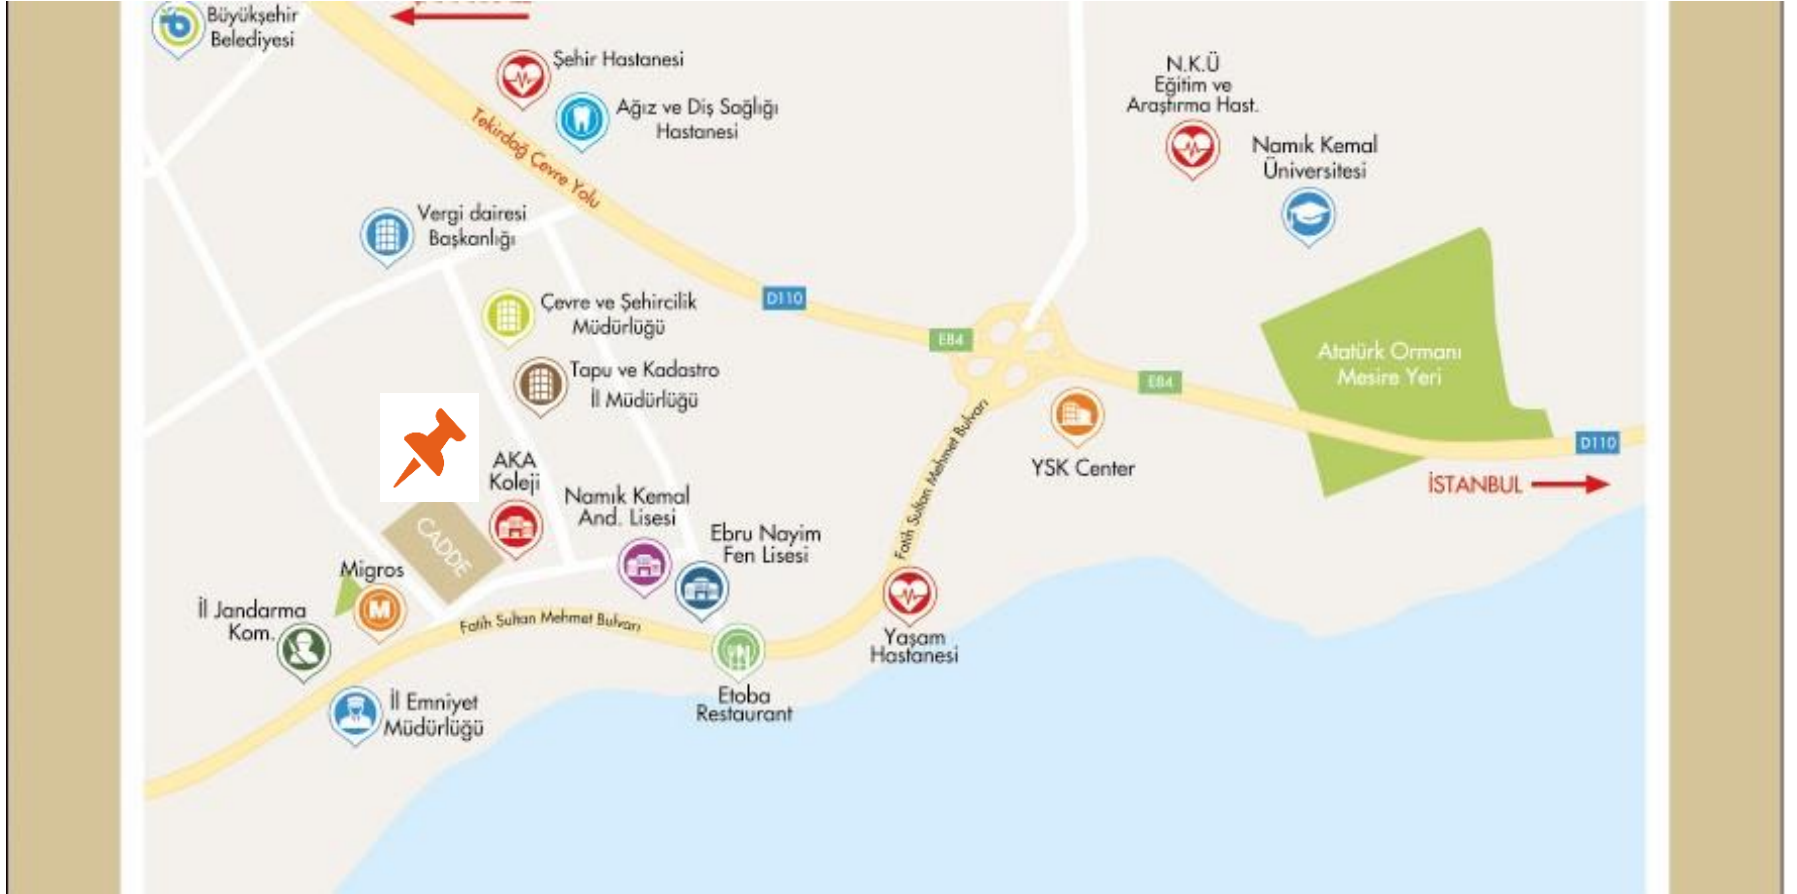 Büyükşehir
Belediyesi
Şehir Hastanesi
Ağız ve Diş Sağlığı
Hastanesi
Tekirdağ Çevre Yolu
N.K.Ü
Eğitim ve
Araştırma Hast.
Namık Kemal
Üniversitesi
Vergi dairesi
Başkanlığı
Çevre ve Şehircilik
Müdürlüğü
D110
E84
Tapu ve Kadastro
İl Müdürlüğü
Atatürk Ormanı
Mesire Yeri
E84
D110
İSTANBUL
YSK Center
Fatih Sultan Mehmet Bulvarı
AKA
Koleji
Namık Kemal
And. Lisesi
Ebru Nayim
Fen Lisesi
CADDE
Migros
M
İl Jandarma
Kom.
Fatih Sultan Mehmet Bulvarı
Yaşam
Hastanesi
Etoba
Restaurant
İl Emniyet
Müdürlüğü